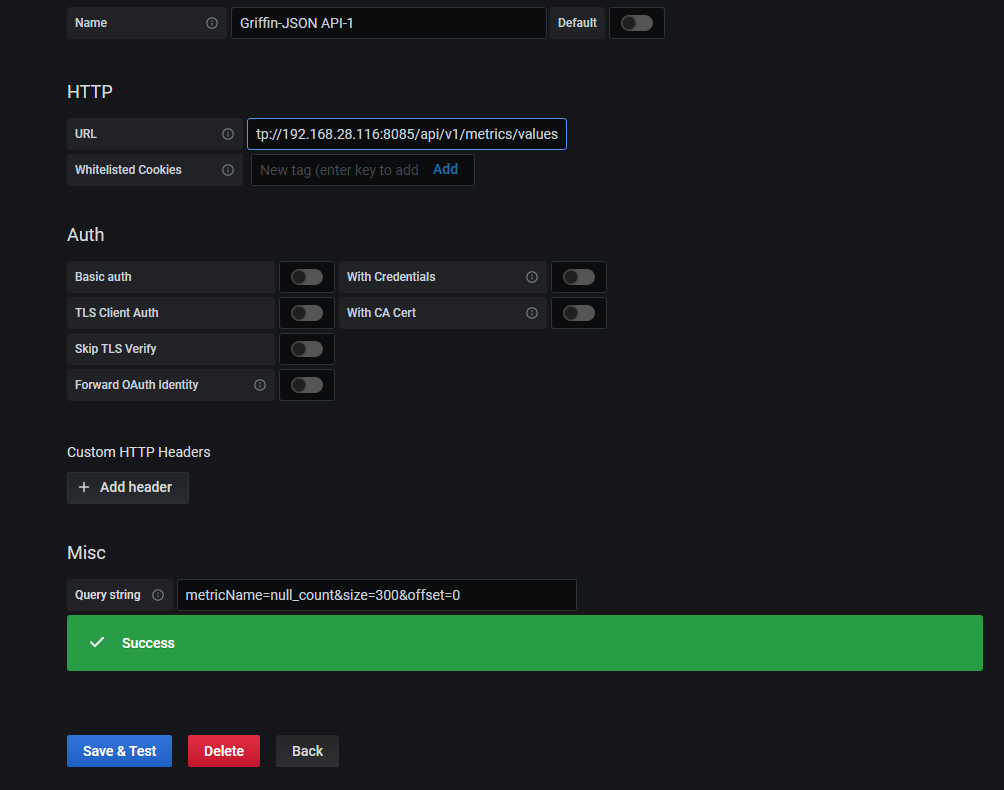 Name Griffin-JSON API-1 Default
HTTP
URL tp://192.168.28.116:8085/api/v1/metrics/values
Whitelisted Cookies New tag (enter key to add Add
Auth
Basic auth With Credentials
TLS Client Auth With CA Cert
Skip TLS Verify
Forward OAuth Identity
Custom HTTP Headers
+ Add header
Misc
Query string metricName=null_count&size=300&offset=0
Success
Save & Test Delete Back